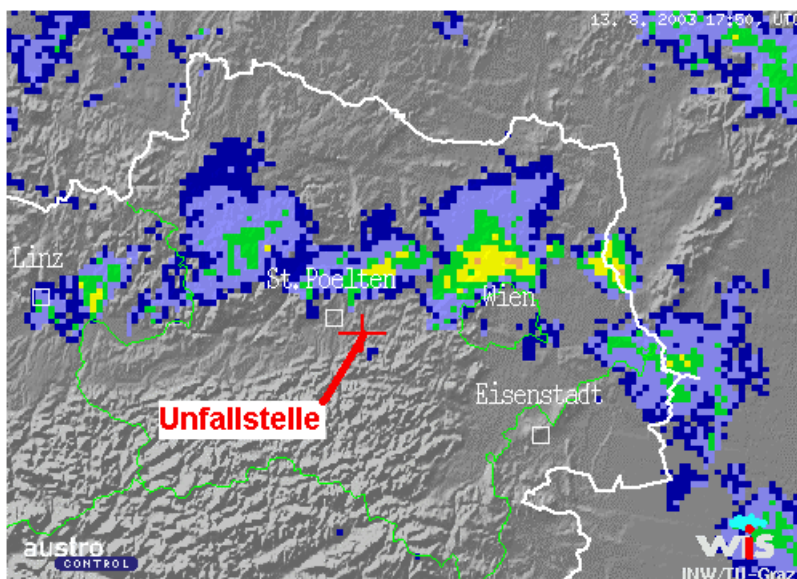 13. 8. 2003 17:50, UTC
Linz
St.Poelten
Wien
Unfallstelle
Eisenstadt
austro
CONTROL
WIS
INW/TU-Graz